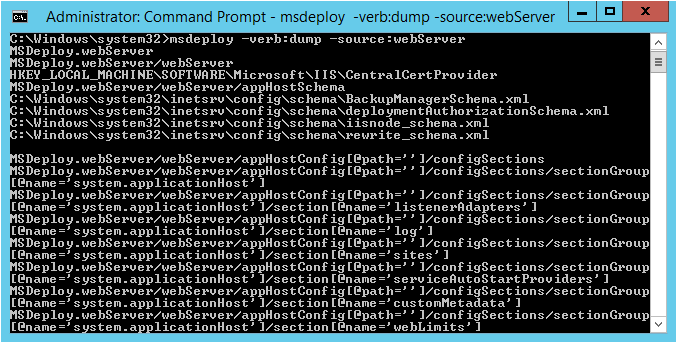 Administrator: Command Prompt - msdeploy  -verb:dump -source:webServer
C:\Windows\system32>msdeploy -verb:dump -source:webServer
MSDeploy.webServer
MSDeploy.webServer/webServer
HKEY_LOCAL_MACHINE\SOFTWARE\Microsoft\IIS\CentralCertProvider
MSDeploy.webServer/webServer/appHostSchema
C:\Windows\system32\inetsrv\config\schema\BackupManagerSchema.xml
C:\Windows\system32\inetsrv\config\schema\deploymentAuthorizationSchema.xml
C:\Windows\system32\inetsrv\config\schema\iisnode_schema.xml
C:\Windows\system32\inetsrv\config\schema\rewrite_schema.xml
MSDeploy.webServer/webServer/appHostConfig[@path='']/configSections
MSDeploy.webServer/webServer/appHostConfig[@path='']/configSections/sectionGroup
[@name='system.applicationHost']
MSDeploy.webServer/webServer/appHostConfig[@path='']/configSections/sectionGroup
[@name='system.applicationHost']/section[@name='listenerAdapters']
MSDeploy.webServer/webServer/appHostConfig[@path='']/configSections/sectionGroup
[@name='system.applicationHost']/section[@name='log']
MSDeploy.webServer/webServer/appHostConfig[@path='']/configSections/sectionGroup
[@name='system.applicationHost']/section[@name='sites']
MSDeploy.webServer/webServer/appHostConfig[@path='']/configSections/sectionGroup
[@name='system.applicationHost']/section[@name='serviceAutoStartProviders']
MSDeploy.webServer/webServer/appHostConfig[@path='']/configSections/sectionGroup
[@name='system.applicationHost']/section[@name='customMetadata']
MSDeploy.webServer/webServer/appHostConfig[@path='']/configSections/sectionGroup
[@name='system.applicationHost']/section[@name='webLimits']